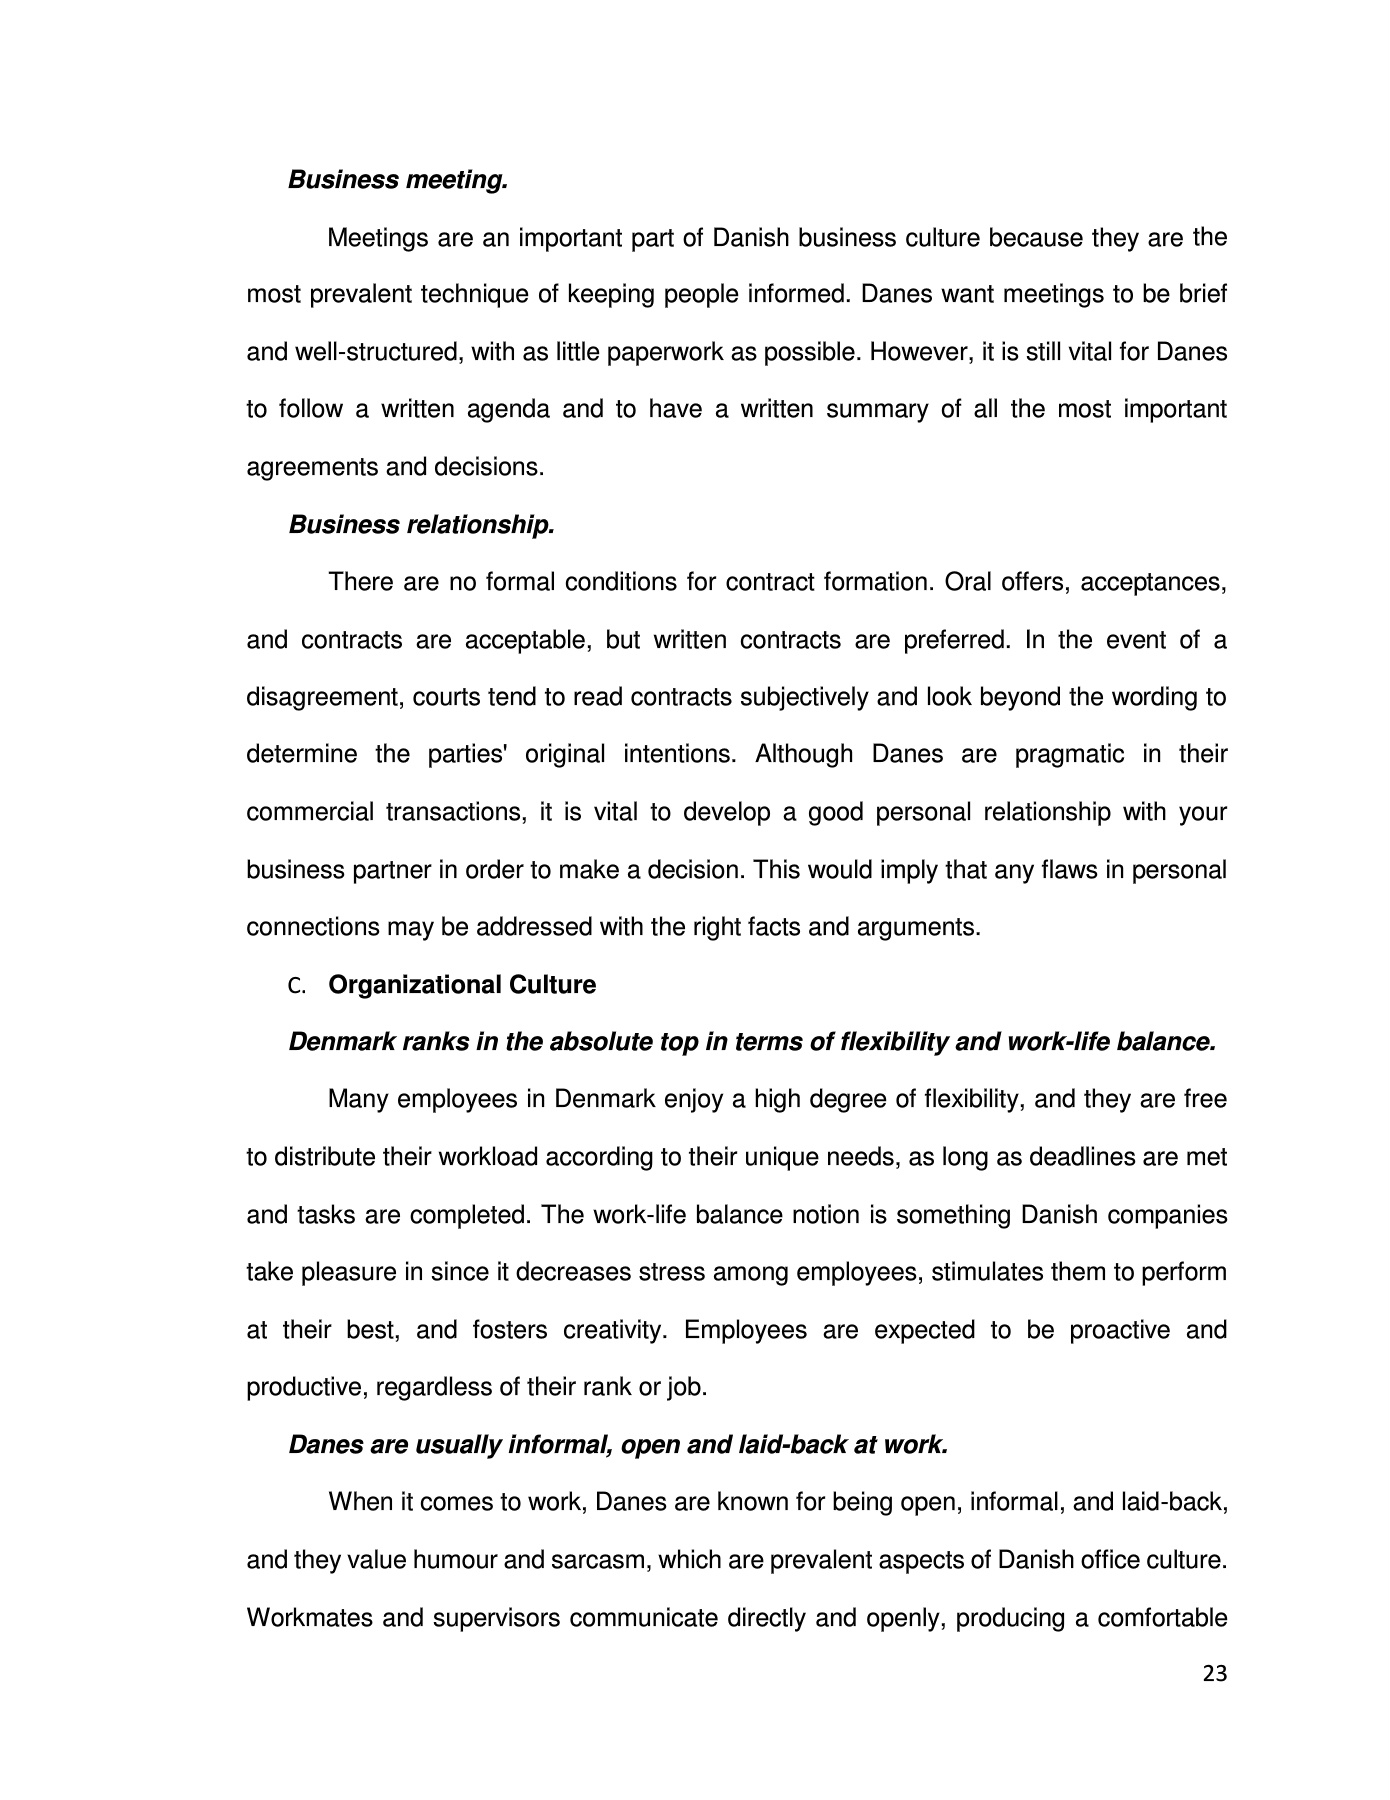 Business meeting.
Meetings are an important part of Danish business culture because they are the
most prevalent technique of keeping people informed. Danes want meetings to be brief
and well-structured, with as little paperwork as possible. However, it is still vital for Danes
to follow a written agenda and to have a written summary of all the most important
agreements and decisions.
Business relationship.
There are no formal conditions for contract formation. Oral offers, acceptances,
and contracts are acceptable, but written contracts are preferred. In the event of a
disagreement, courts tend to read contracts subjectively and look beyond the wording to
determine the parties' original intentions. Although Danes are pragmatic in their
commercial transactions, it is vital to develop a good personal relationship with your
business partner in order to make a decision. This would imply that any flaws in personal
connections may be addressed with the right facts and arguments.
C. Organizational Culture
Denmark ranks in the absolute top in terms of flexibility and work-life balance.
Many employees in Denmark enjoy a high degree of flexibility, and they are free
to distribute their workload according to their unique needs, as long as deadlines are met
and tasks are completed. The work-life balance notion is something Danish companies
take pleasure in since it decreases stress among employees, stimulates them to perform
at their best, and fosters creativity. Employees are expected to be proactive and
productive, regardless of their rank or job.
Danes are usually informal, open and laid-back at work.
When it comes to work, Danes are known for being open, informal, and laid-back,
and they value humour and sarcasm, which are prevalent aspects of Danish office culture.
Workmates and supervisors communicate directly and openly, producing a comfortable
23